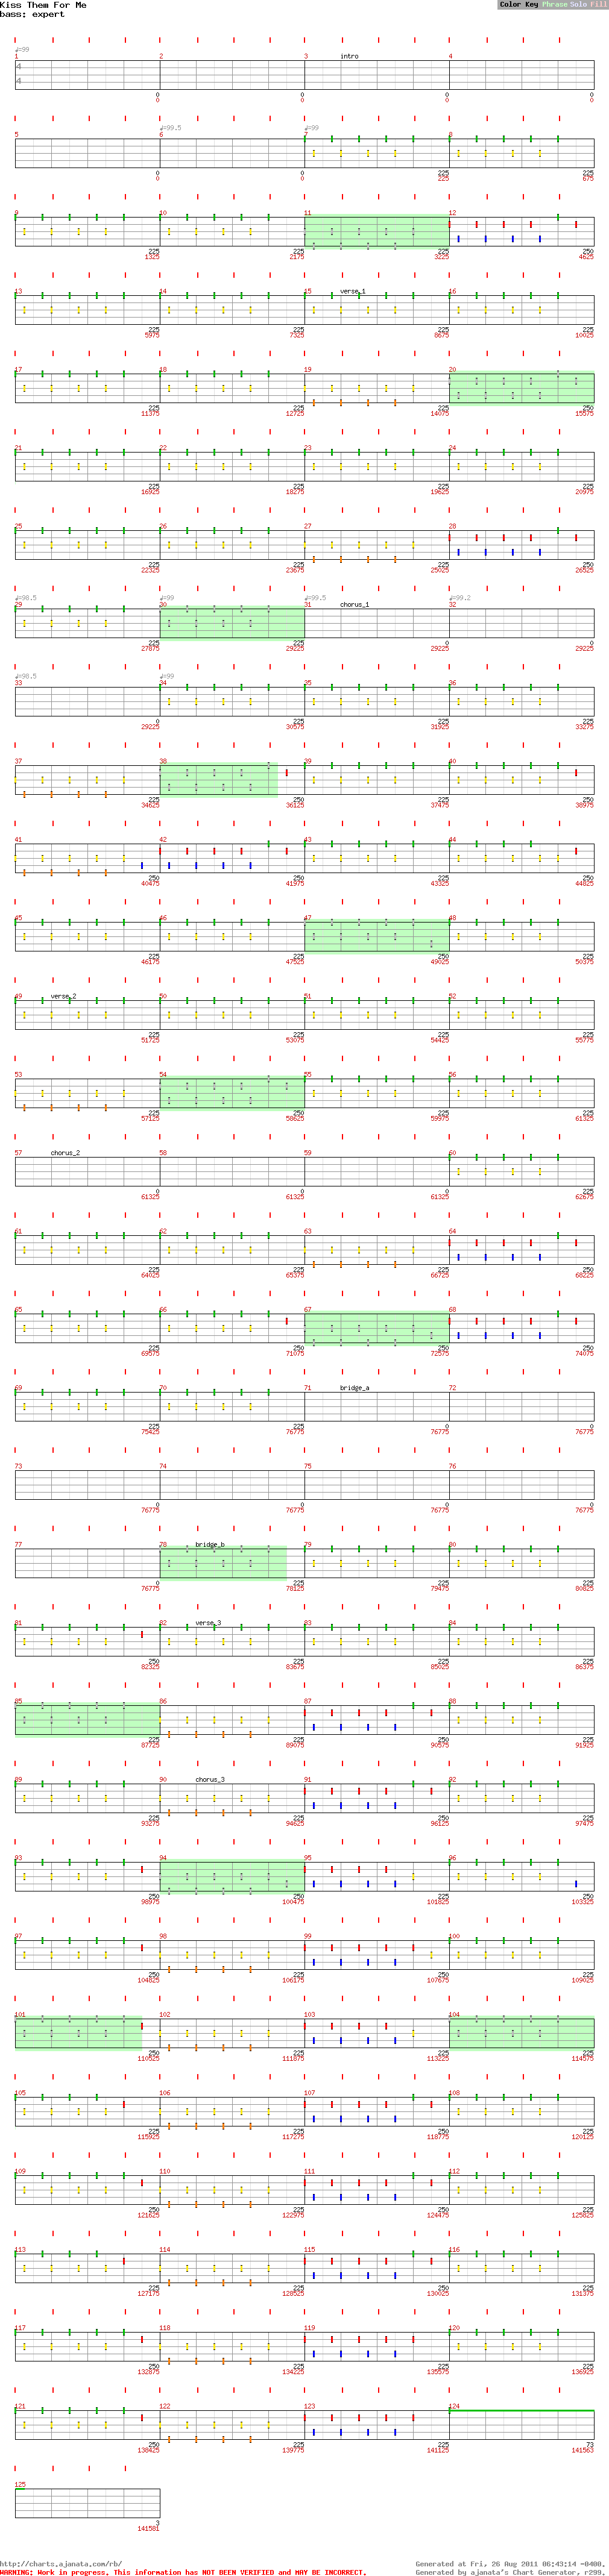 Kiss Them For Me
bass: expert
Color Key Phrase Solo Fill
♩=99
1 2 3 intro 4
4
4
0 0 0 0
0 0 0 0
♩=99.5 ♩=99
5 6 7 8
0 0 225 225
0 0 225 675
9 10 11 12
225 225 225 250
1325 2175 3225 4625
13 14 15 verse_1 16
225 225 225 225
5975 7325 8675 10025
17 18 19 20
225 225 225 250
11375 12725 14075 15575
21 22 23 24
225 225 225 225
16925 18275 19625 20975
25 26 27 28
225 225 225 250
22325 23675 25025 26525
♩=98.5 ♩=99 ♩=99.5 ♩=99.2
29 30 31 chorus_1 32
225 225 0 0
27875 29225 29225 29225
♩=98.5 ♩=99
33 34 35 36
0 225 225 225
29225 30575 31925 33275
37 38 39 40
225 250 225 250
34625 36125 37475 38975
41 42 43 44
250 250 225 250
40475 41975 43325 44825
45 46 47 48
225 225 250 225
46175 47525 49025 50375
49 verse_2 50 51 52
225 225 225 225
51725 53075 54425 55775
53 54 55 56
225 250 225 225
57125 58625 59975 61325
57 chorus_2 58 59 60
0 0 0 225
61325 61325 61325 62675
61 62 63 64
225 225 225 250
64025 65375 66725 68225
65 66 67 68
225 250 250 250
69575 71075 72575 74075
69 70 71 bridge_a 72
225 225 0 0
75425 76775 76775 76775
73 74 75 76
0 0 0 0
76775 76775 76775 76775
77 78 bridge_b 79 80
0 225 225 225
76775 78125 79475 80825
81 82 verse_3 83 84
250 225 225 225
82325 83675 85025 86375
85 86 87 88
225 225 250 225
87725 89075 90575 91925
89 90 chorus_3 91 92
225 225 250 225
93275 94625 96125 97475
93 94 95 96
250 250 225 250
98975 100475 101825 103325
97 98 99 100
250 225 225 225
104825 106175 107675 109025
101 102 103 104
250 225 225 225
110525 111875 113225 114575
105 106 107 108
225 225 250 225
115925 117275 118775 120125
109 110 111 112
250 225 250 225
121625 122975 124475 125825
113 114 115 116
225 225 250 225
127175 128525 130025 131375
117 118 119 120
250 225 225 225
132875 134225 135575 136925
121 122 123 124
250 225 225 73
138425 139775 141125 141563
125
3
141581
http://charts.ajanata.com/rb/
Generated at Fri, 26 Aug 2011 06:43:14 -0400.
WARNING: Work in progress. This information has NOT BEEN VERIFIED and MAY BE INCORRECT.
Generated by ajanata's Chart Generator, r299.